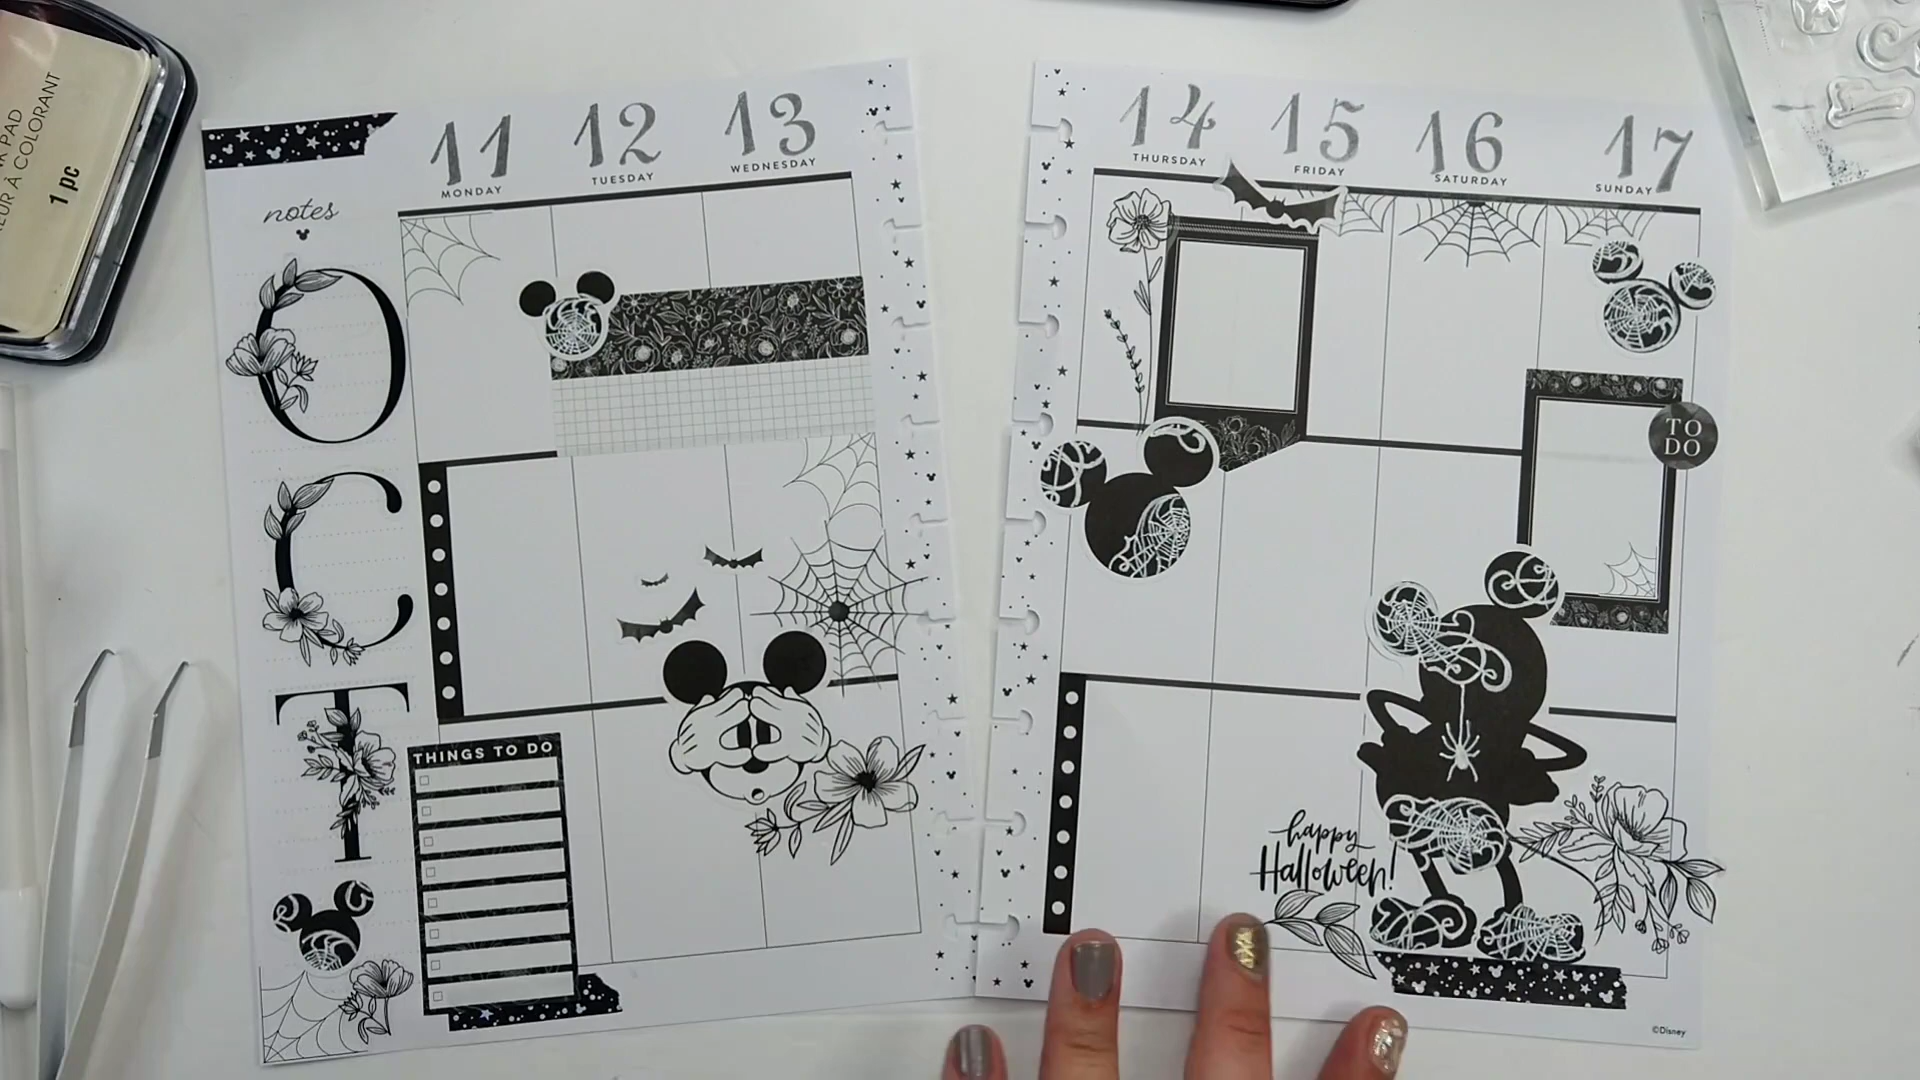 K PAD
EUR À COLORANT
1 pc
notes
11
MONDAY
12
TUESDAY
13
WEDNESDAY
O
C
T
THINGS TO DO
14
THURSDAY
15
FRIDAY
16
SATURDAY
17
SUNDAY
TO
DO
happy
Halloween!
©Disney